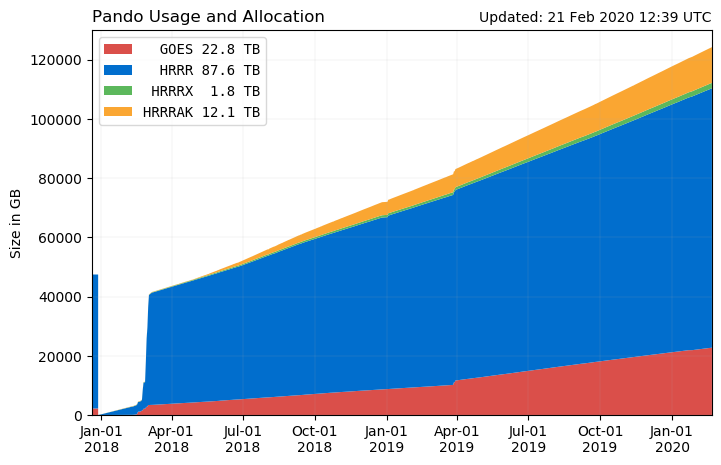 Pando Usage and Allocation
Updated: 21 Feb 2020 12:39 UTC
GOES 22.8 TB
HRRR 87.6 TB
HRRRX 1.8 TB
HRRRAK 12.1 TB
Size in GB
120000
100000
80000
60000
40000
20000
0
Jan-01 Apr-01 Jul-01 Oct-01 Jan-01 Apr-01 Jul-01 Oct-01 Jan-01
2018 2018 2018 2018 2019 2019 2019 2019 2020